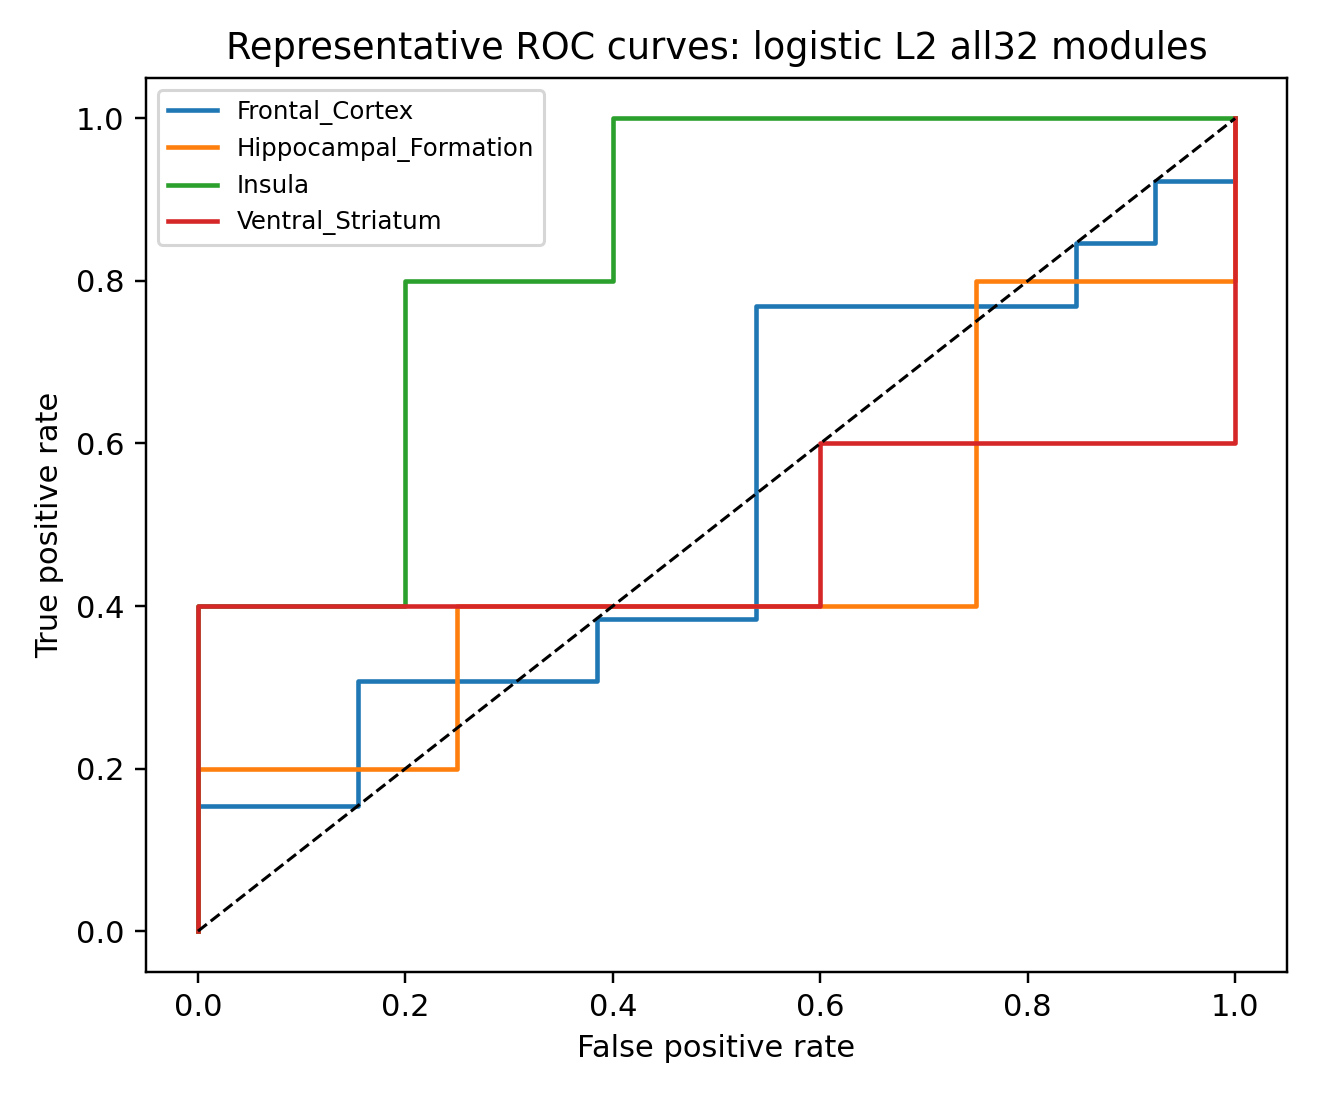 Representative ROC curves: logistic L2 all32 modules
Frontal_Cortex
Hippocampal_Formation
Insula
Ventral_Striatum
1.0
0.8
0.6
0.4
0.2
0.0
True positive rate
0.0 0.2 0.4 0.6 0.8 1.0
False positive rate